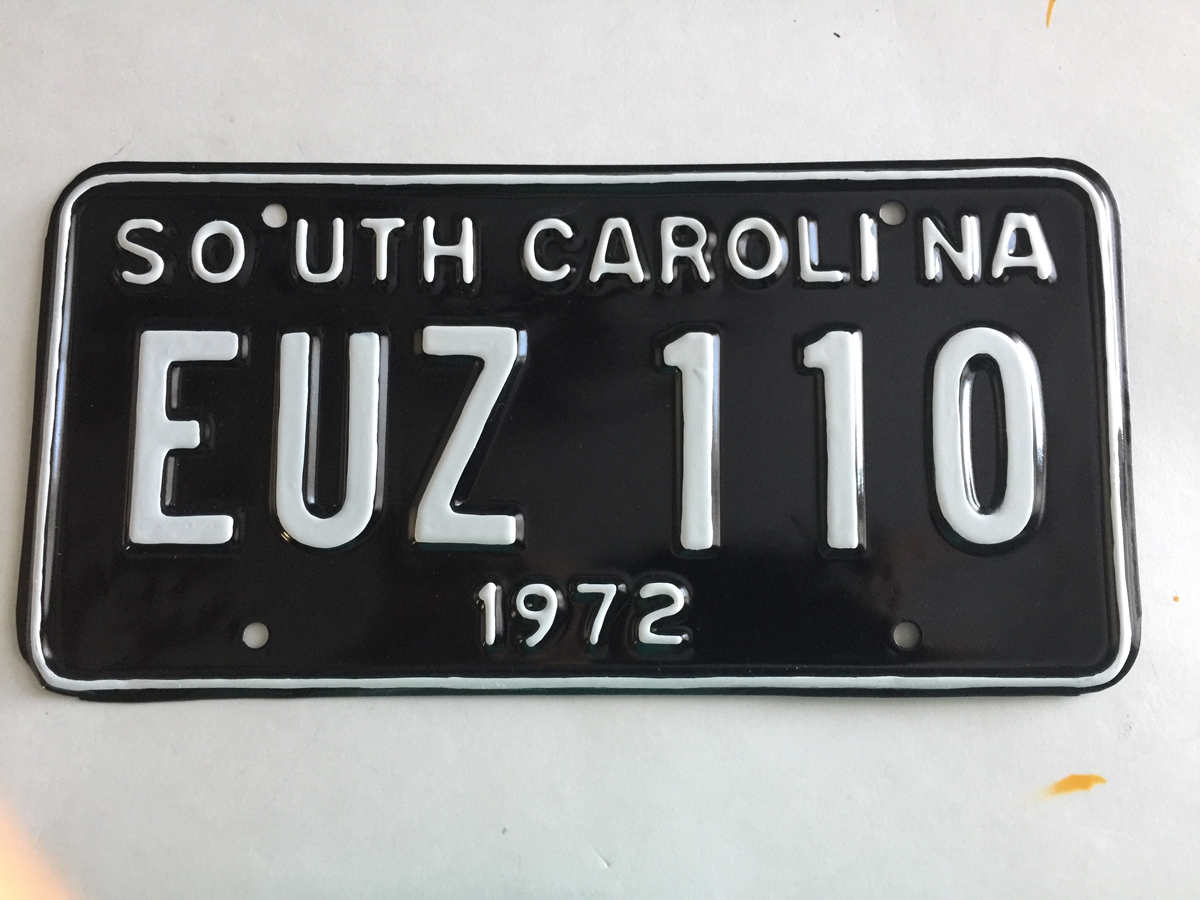 SOUTH CAROLINA
EUZ 110
1972